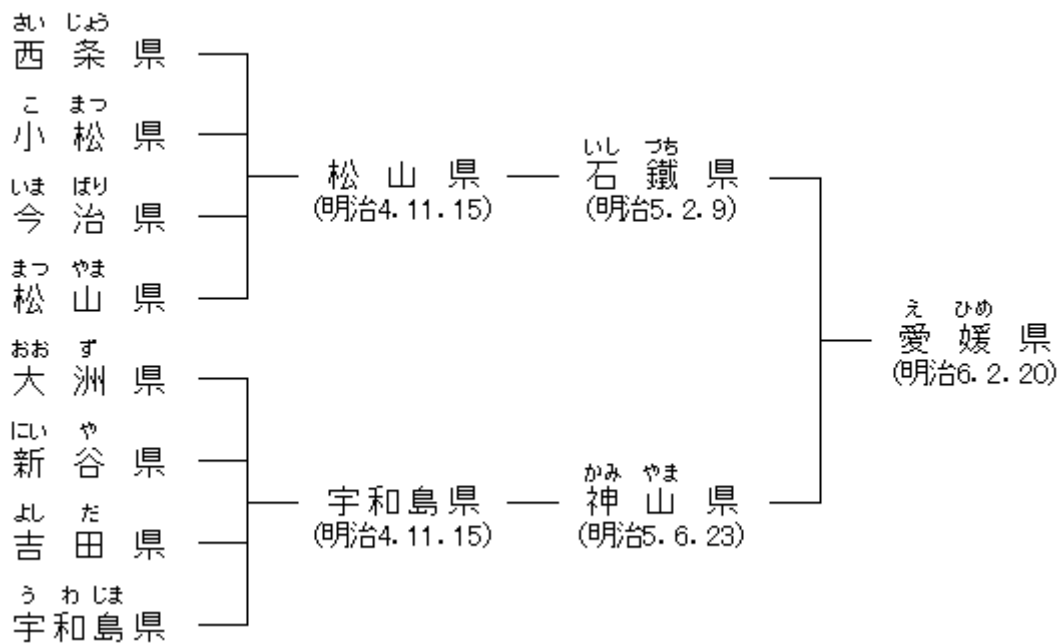 さいじょう
西条県
こまつ
小松県
いまばり
今治県
まつやま
松山県
おおず
大洲県
にいや
新谷県
よしだ
吉田県
うわじま
宇和島県
松山県
(明治4.11.15)
宇和島県
(明治4.11.15)
いしづち
石鐵県
(明治5.2.9)
かみやま
神山県
(明治5.6.23)
えひめ
愛媛県
(明治6.2.20)